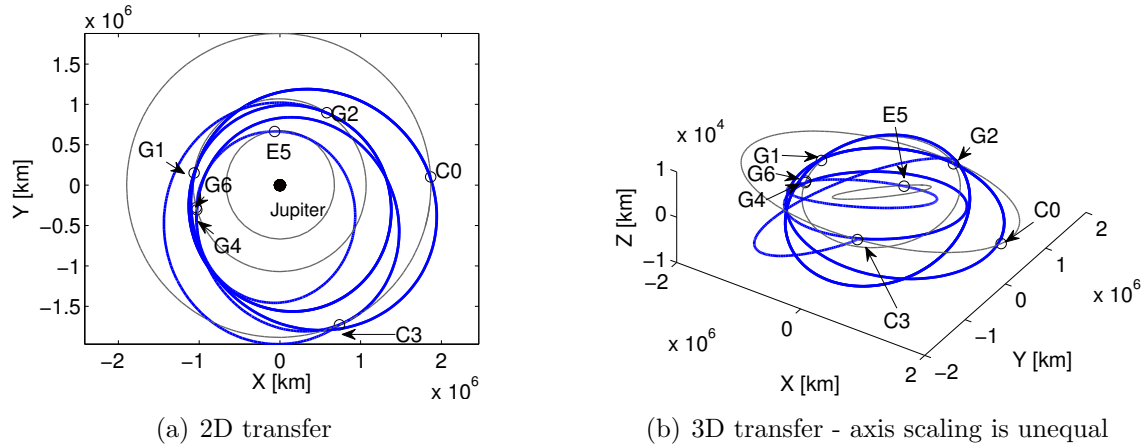 x 10^6
1.5
1
0.5
0
−0.5
−1
−1.5
Y [km]
G1
G2
E5
C0
G6
Jupiter
G4
C3
−2 −1 0 1 2
X [km]
x 10^6
(a) 2D transfer
x 10^4
1
0
−1
Z [km]
E5
G1
G2
G6
G4
C0
C3
−2
0
2
x 10^6
X [km]
−2
−1
0
1
2
x 10^6
Y [km]
(b) 3D transfer - axis scaling is unequal